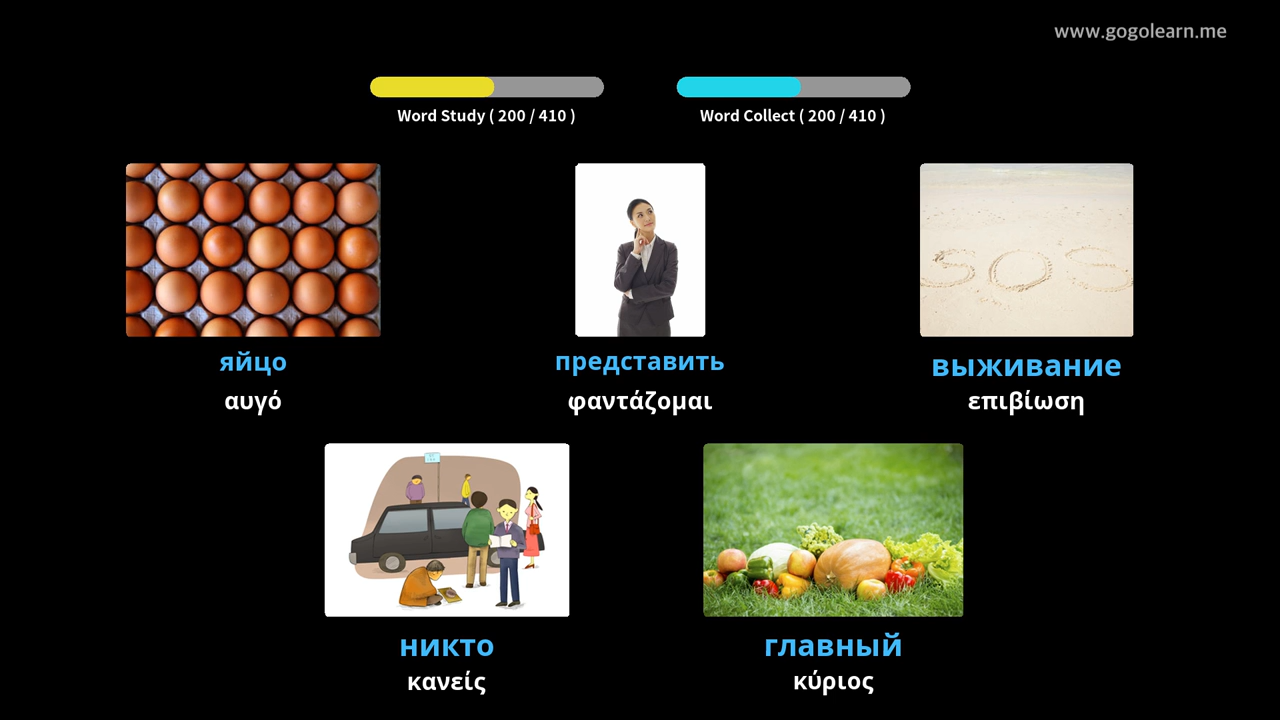 www.gogolearn.me
Word Study ( 200 / 410 )
Word Collect ( 200 / 410 )
яйцо
αυγό
представить
φαντάζομαι
выживание
επιβίωση
SOS
никто
κανείς
главный
κύριος